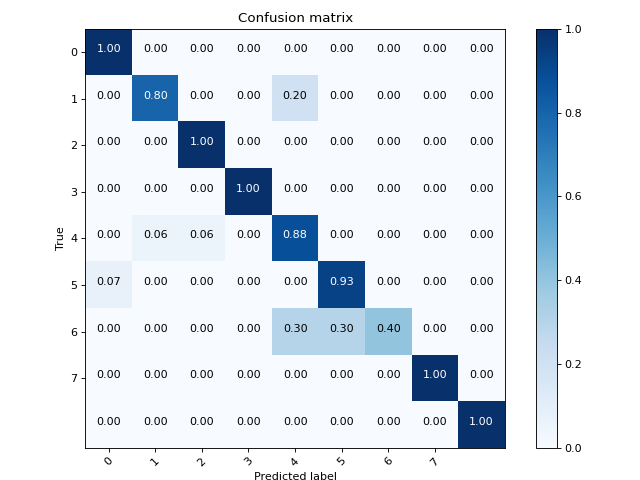 Confusion matrix
0 1.00 0.00 0.00 0.00 0.00 0.00 0.00 0.00 0.00
1 0.00 0.80 0.00 0.00 0.20 0.00 0.00 0.00 0.00
2 0.00 0.00 1.00 0.00 0.00 0.00 0.00 0.00 0.00
3 0.00 0.00 0.00 1.00 0.00 0.00 0.00 0.00 0.00
4 0.00 0.06 0.06 0.00 0.88 0.00 0.00 0.00 0.00
5 0.07 0.00 0.00 0.00 0.00 0.93 0.00 0.00 0.00
6 0.00 0.00 0.00 0.00 0.30 0.30 0.40 0.00 0.00
7 0.00 0.00 0.00 0.00 0.00 0.00 0.00 1.00 0.00
0.00 0.00 0.00 0.00 0.00 0.00 0.00 0.00 1.00
True
0 1 2 3 4 5 6 7
Predicted label
1.0
0.8
0.6
0.4
0.2
0.0